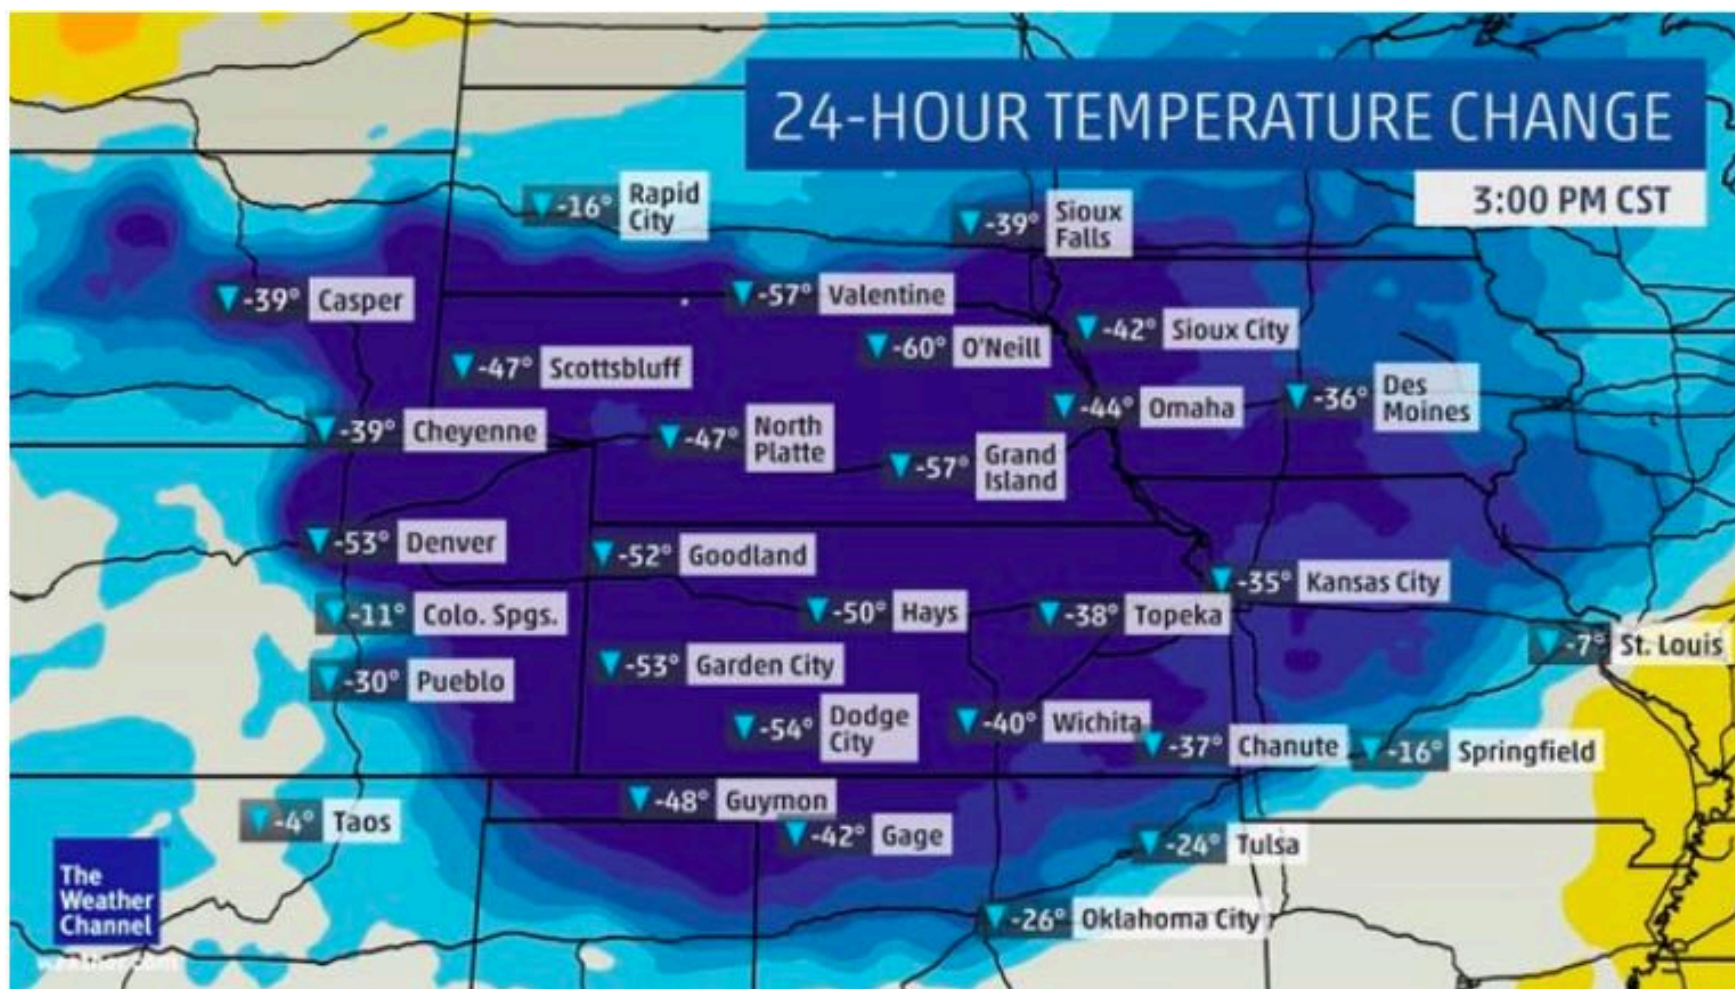 24-HOUR TEMPERATURE CHANGE
3:00 PM CST
-16° Rapid
City
-39° Sioux
Falls
-39° Casper
-57° Valentine
-60° O'Neill
-42° Sioux City
-47° Scottsbluff
-44° Omaha
-36° Des
Moines
-39° Cheyenne
-47° North
Platte
-57° Grand
Island
-53° Denver
-52° Goodland
-35° Kansas City
-11° Colo. Spgs.
-50° Hays
-38° Topeka
-7° St. Louis
-30° Pueblo
-53° Garden City
-54° Dodge
City
-40° Wichita
-37° Chanute
-16° Springfield
-48° Guymon
-4° Taos
-42° Gage
-24° Tulsa
-26° Oklahoma City
The
Weather
Channel
weather.com